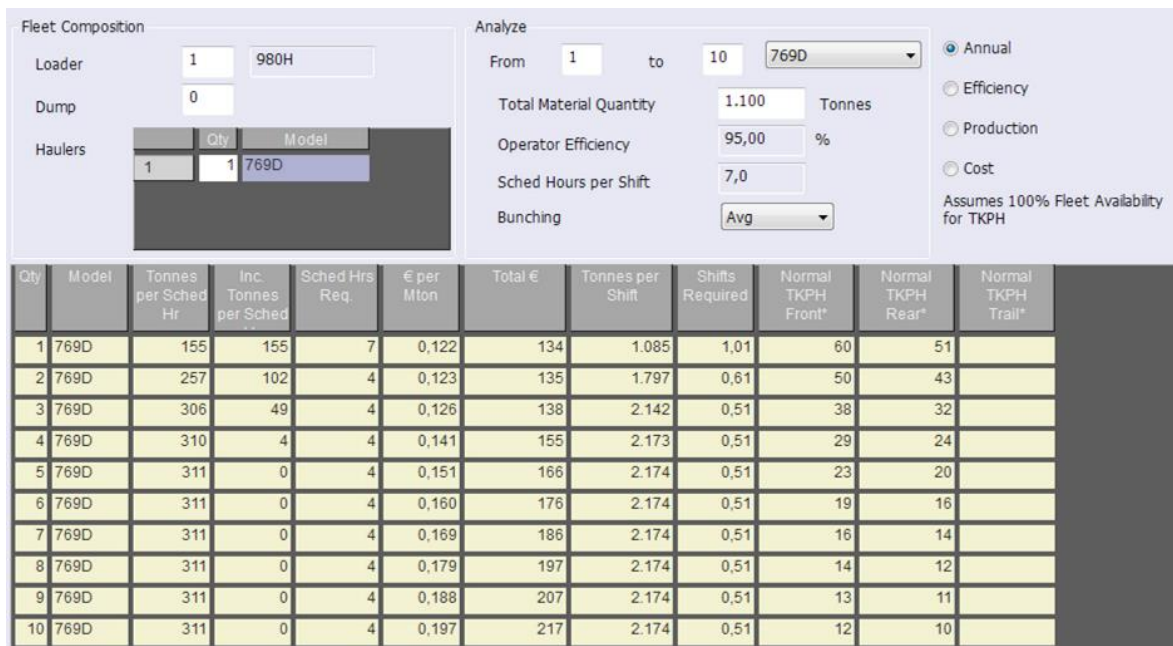 Fleet Composition
Loader 1 980H
Dump 0
Haulers
Qty Model
1 1 769D
Analyze
From 1 to 10 769D
Total Material Quantity 1.100 Tonnes
Operator Efficiency 95,00 %
Sched Hours per Shift 7,0
Bunching Avg
Annual
Efficiency
Production
Cost
Assumes 100% Fleet Availability
for TKPH
Qty Model Tonnes per Sched Hr Inc. Tonnes per Sched Sched Hrs Req. € per Mton Total € Tonnes per Shift Shifts Required Normal TKPH Front* Normal TKPH Rear* Normal TKPH Trail*
1 769D 155 155 7 0,122 134 1.085 1,01 60 51
2 769D 257 102 4 0,123 135 1.797 0,61 50 43
3 769D 306 49 4 0,126 138 2.142 0,51 38 32
4 769D 310 4 4 0,141 155 2.173 0,51 29 24
5 769D 311 0 4 0,151 166 2.174 0,51 23 20
6 769D 311 0 4 0,160 176 2.174 0,51 19 16
7 769D 311 0 4 0,169 186 2.174 0,51 16 14
8 769D 311 0 4 0,179 197 2.174 0,51 14 12
9 769D 311 0 4 0,188 207 2.174 0,51 13 11
10 769D 311 0 4 0,197 217 2.174 0,51 12 10